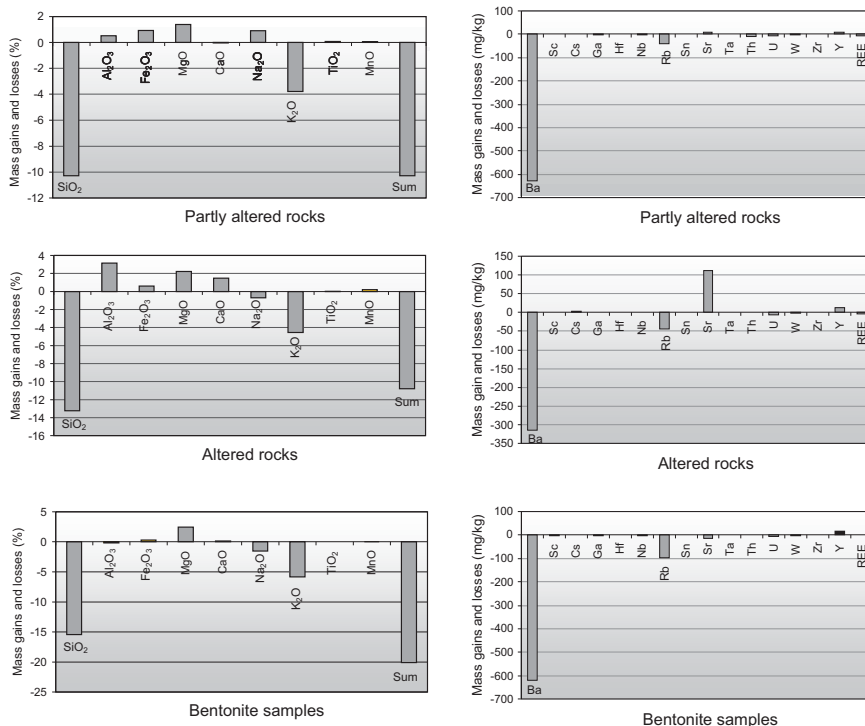 Mass gains and losses (%)
2
0
-2
-4
-6
-8
-10
-12
SiO2
Al2O3
Fe2O3
MgO
CaO
Na2O
K2O
TiO2
MnO
Sum
Partly altered rocks
Mass gains and losses (mg/kg)
100
0
-100
-200
-300
-400
-500
-600
-700
Ba
Sc
Cs
Ga
Hf
Nb
Rb
Sn
Sr
Ta
Th
U
W
Zr
Y
REE
Partly altered rocks
Mass gains and losses (%)
4
2
0
-2
-4
-6
-8
-10
-12
-14
-16
SiO2
Al2O3
Fe2O3
MgO
CaO
Na2O
K2O
TiO2
MnO
Sum
Altered rocks
Mass gain and losses (mg/kg)
150
100
50
0
-50
-100
-150
-200
-250
-300
-350
Ba
Sc
Cs
Ga
Hf
Nb
Rb
Sn
Sr
Ta
Th
U
W
Zr
Y
REE
Altered rocks
Mass gains and losses (%)
5
0
-5
-10
-15
-20
-25
SiO2
Al2O3
Fe2O3
MgO
CaO
Na2O
K2O
TiO2
MnO
Sum
Bentonite samples
Mass gains and losses (mg/kg)
100
0
-100
-200
-300
-400
-500
-600
-700
Ba
Sc
Cs
Ga
Hf
Nb
Rb
Sn
Sr
Ta
Th
U
W
Zr
Y
REE
Bentonite samples